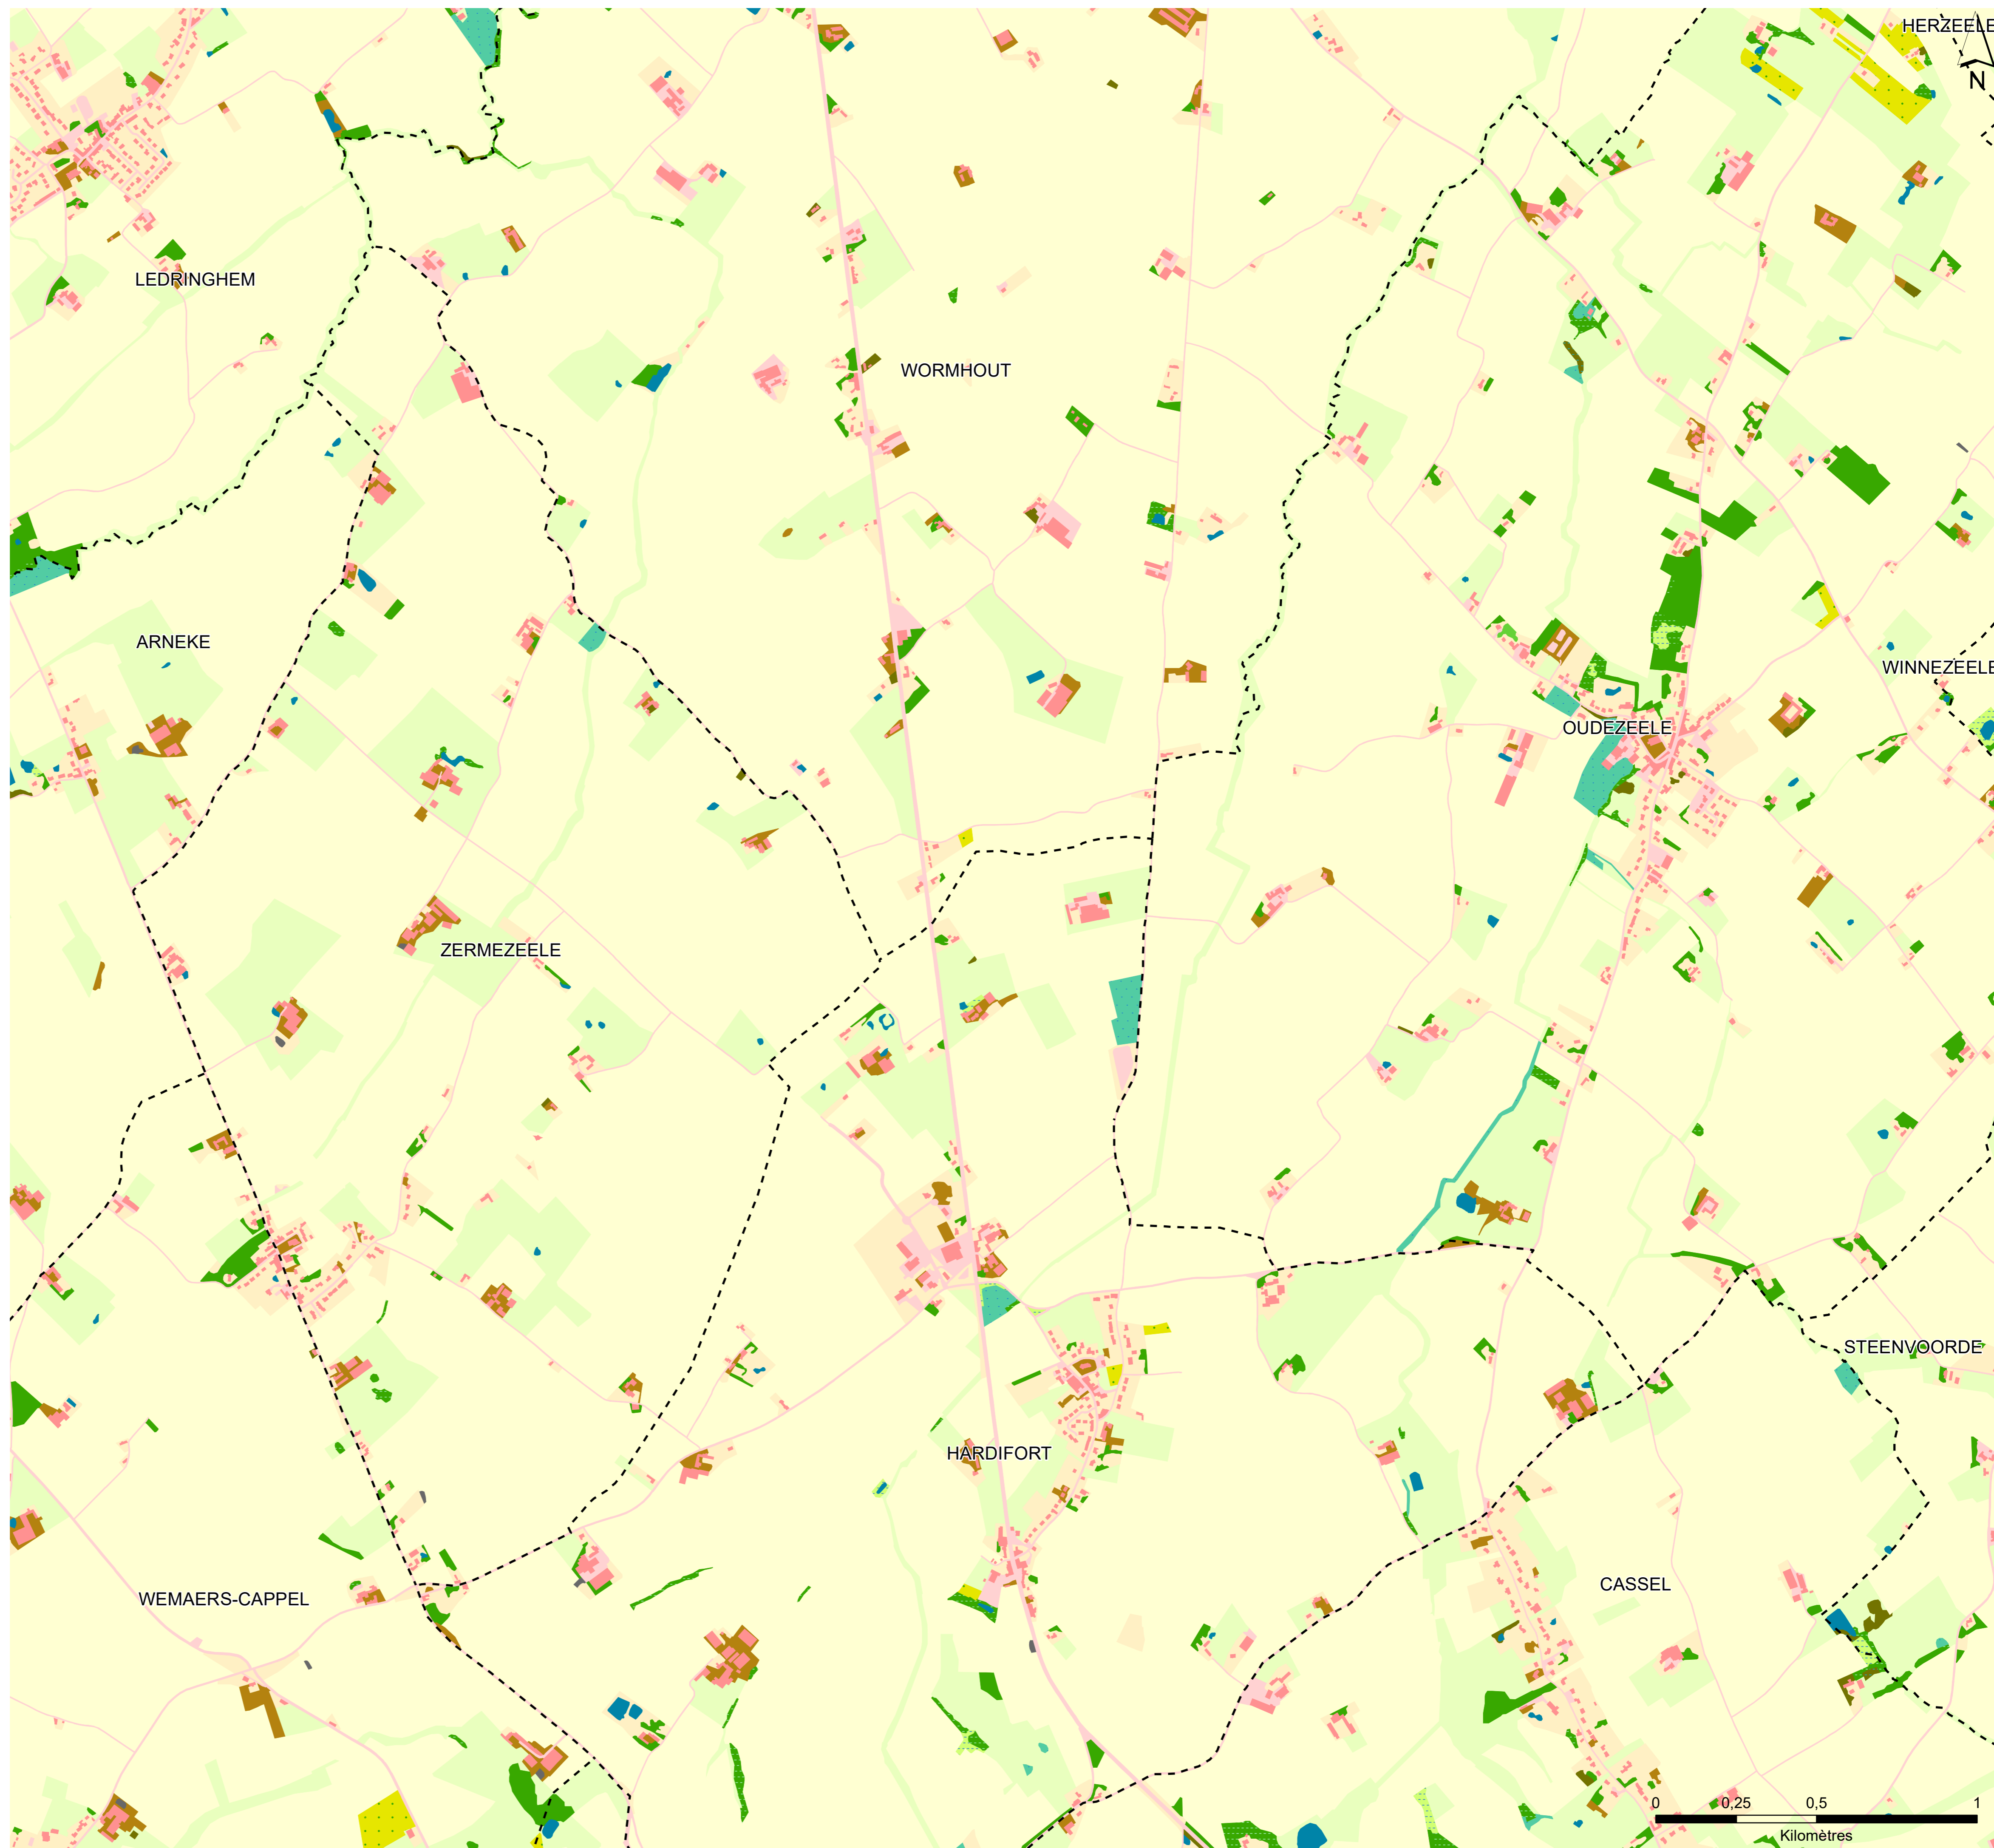 HERZEELE
N
LEDRINGHEM
WORMHOUT
ARNEKE
WINNEZEELE
OUDEZEELE
ZERMEZEELE
STEENVOORDE
HARDIFORT
CASSEL
WEMAERS-CAPPEL
0 0,25 0,5 1
Kilomètres